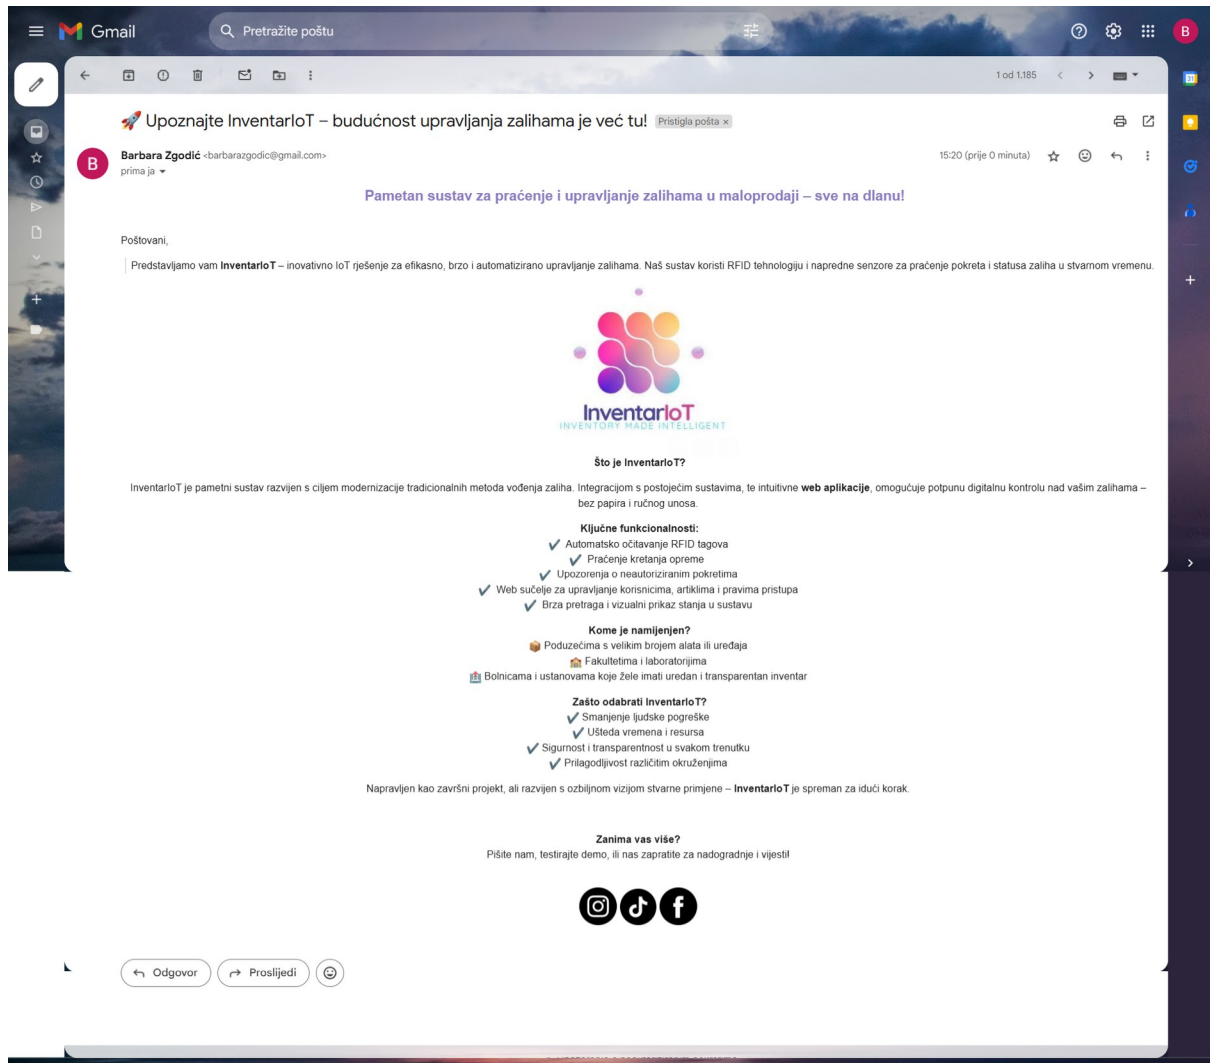 Gmail
Pretražite poštu
B
1 od 1.185
31
🚀 Upoznajte InventarIoT – budućnost upravljanja zalihama je već tu! Pristigla pošta ×
B
Barbara Zgodić <barbarazgodic@gmail.com>
15:20 (prije 0 minuta)
prima ja
Pametan sustav za praćenje i upravljanje zalihama u maloprodaji – sve na dlanu!
Poštovani,
Predstavljamo vam InventarIoT – inovativno IoT rješenje za efikasno, brzo i automatizirano upravljanje zalihama. Naš sustav koristi RFID tehnologiju i napredne senzore za praćenje pokreta i statusa zaliha u stvarnom vremenu.
InventarIoT
INVENTORY MADE INTELLIGENT
Što je InventarIoT?
InventarIoT je pametni sustav razvijen s ciljem modernizacije tradicionalnih metoda vođenja zaliha. Integracijom s postojećim sustavima, te intuitivne web aplikacije, omogućuje potpunu digitalnu kontrolu nad vašim zalihama –
bez papira i ručnog unosa.
Ključne funkcionalnosti:
✔ Automatsko očitavanje RFID tagova
✔ Praćenje kretanja opreme
✔ Upozorenja o neautoriziranim pokretima
✔ Web sučelje za upravljanje korisnicima, artiklima i pravima pristupa
✔ Brza pretraga i vizualni prikaz stanja u sustavu
Kome je namijenjen?
📦 Poduzećima s velikim brojem alata ili uređaja
🏫 Fakultetima i laboratorijima
🏥 Bolnicama i ustanovama koje žele imati uredan i transparentan inventar
Zašto odabrati InventarIoT?
✔ Smanjenje ljudske pogreške
✔ Ušteda vremena i resursa
✔ Sigurnost i transparentnost u svakom trenutku
✔ Prilagodljivost različitim okruženjima
Napravljen kao završni projekt, ali razvijen s ozbiljnom vizijom stvarne primjene – InventarIoT je spreman za idući korak.
Zanima vas više?
Pišite nam, testirajte demo, ili nas zapratite za nadogradnje i vijesti!
Odgovor
Proslijedi